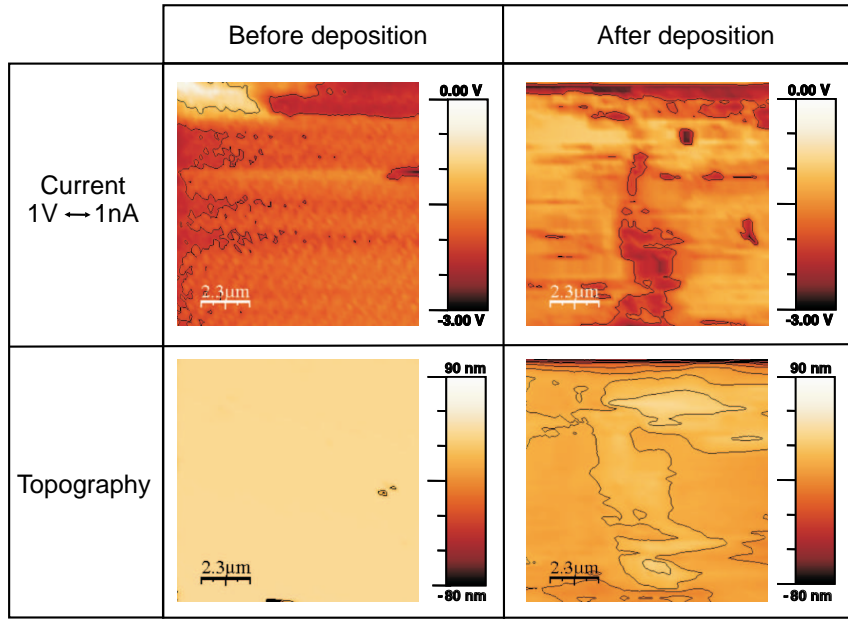 Before deposition
After deposition
Current
1V ↔ 1nA
2.3µm
0.00 V
-3.00 V
2.3µm
0.00 V
-3.00 V
Topography
2.3µm
90 nm
-80 nm
2.3µm
90 nm
-80 nm